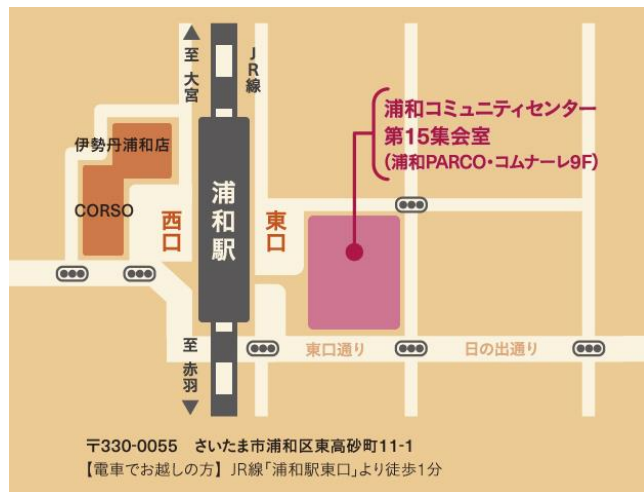 至 大宮
JR線
浦和コミュニティセンター
第15集会室
(浦和PARCO・コムナーレ9F)
伊勢丹浦和店
CORSO
西口
浦和駅
東口
至 赤羽
東口通り
日の出通り
〒330-0055 さいたま市浦和区東高砂町11-1
【電車でお越しの方】JR線「浦和駅東口」より徒歩1分